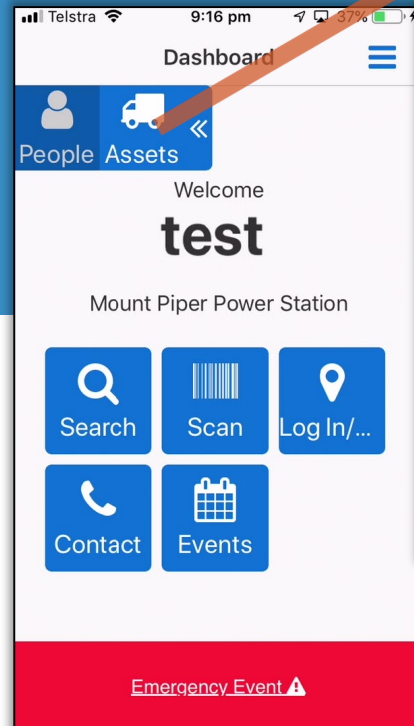 Telstra 9:16 pm 37%
Dashboard
People Assets
Welcome
test
Mount Piper Power Station
Search Scan Log In/...
Contact Events
Emergency Event